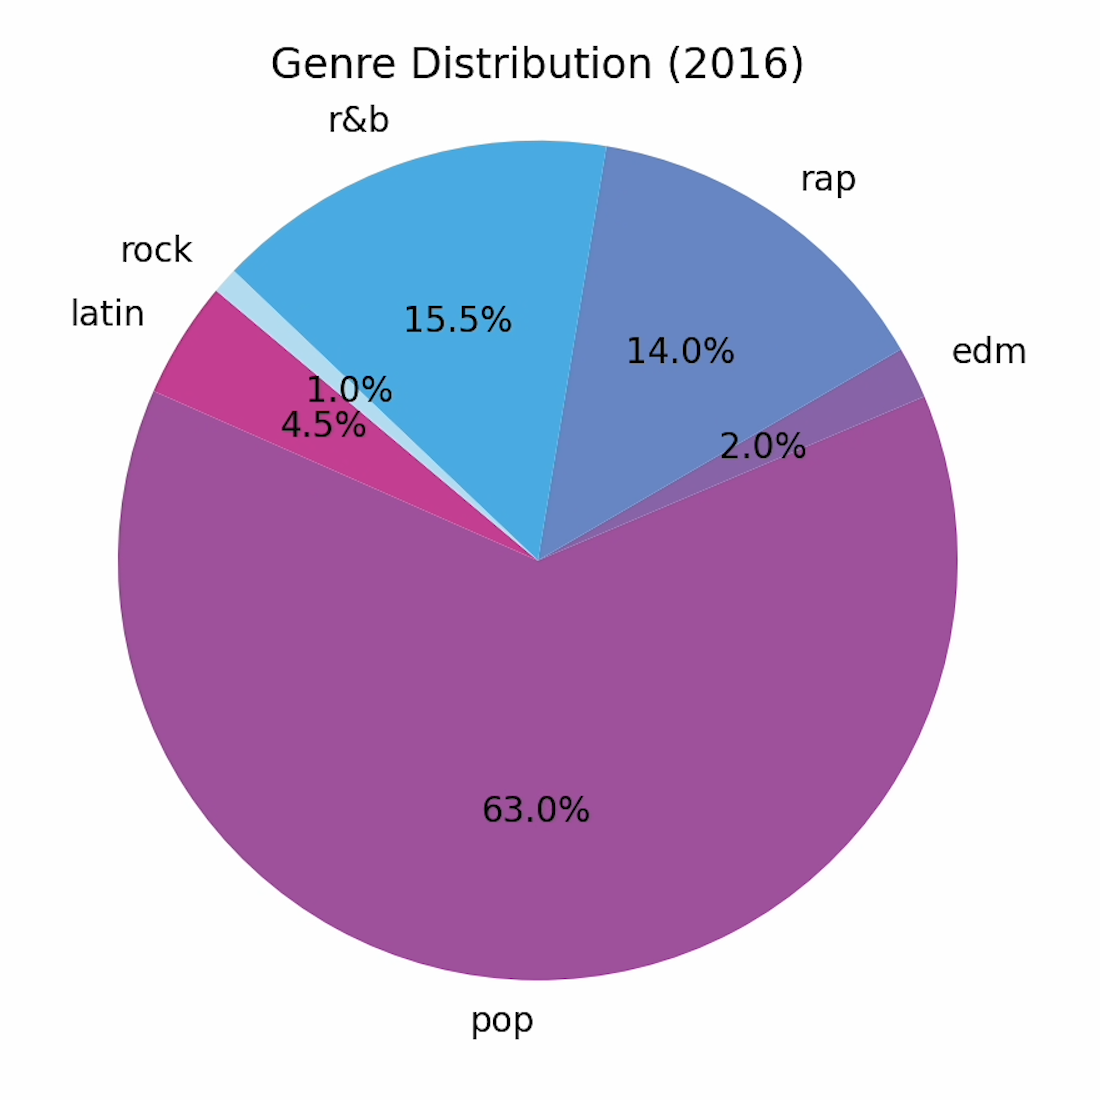 Genre Distribution (2016)
r&b
rap
rock
latin
edm
15.5%
14.0%
1.0%
4.5%
2.0%
63.0%
pop